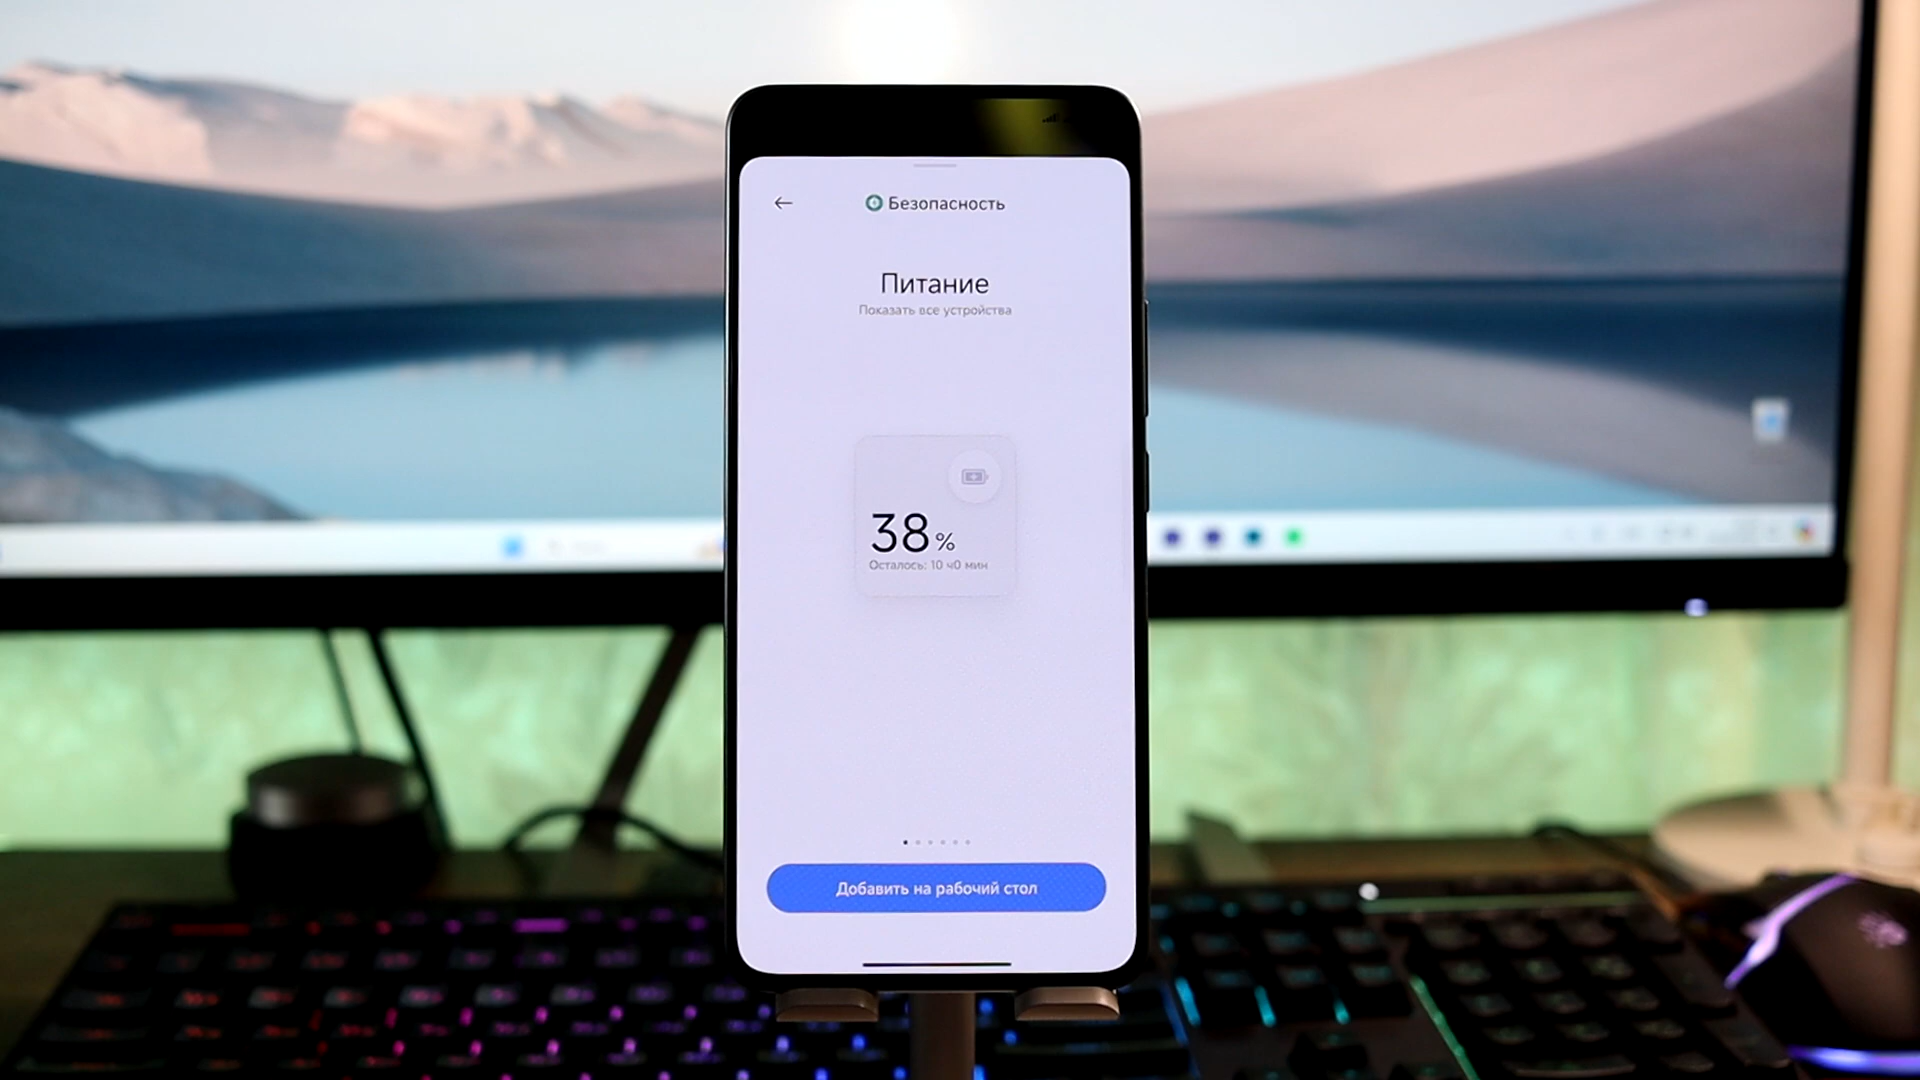 Безопасность
Питание
Показать все устройства
38%
Осталось: 10 ч0 мин
Добавить на рабочий стол